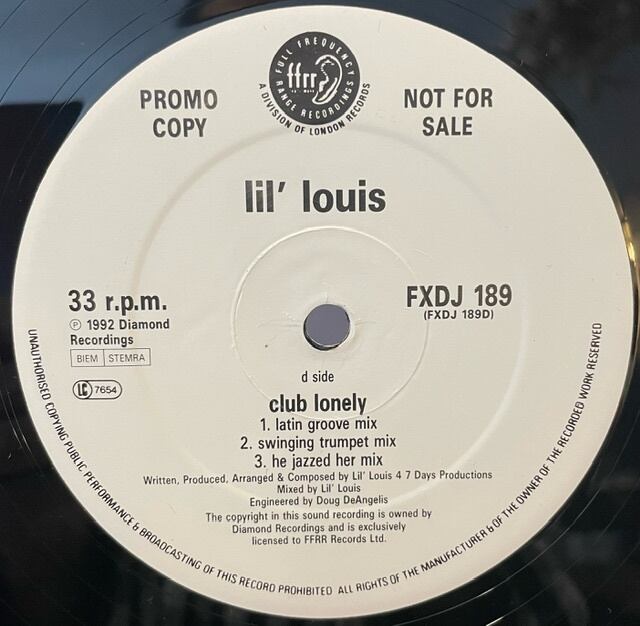 FULL FREQUENCY
ffrr
RANGE RECORDINGS
A DIVISION OF LONDON RECORDS
PROMO
COPY
NOT FOR
SALE
lil' louis
33 r.p.m.
℗ 1992 Diamond
Recordings
BIEM STEMRA
LC 7654
FXDJ 189
(FXDJ 189D)
d side
club lonely
1. latin groove mix
2. swinging trumpet mix
3. he jazzed her mix
Written, Produced, Arranged & Composed by Lil' Louis 4 7 Days Productions
Mixed by Lil' Louis
Engineered by Doug DeAngelis
The copyright in this sound recording is owned by
Diamond Recordings and is exclusively
licensed to FFRR Records Ltd.
UNAUTHORISED COPYING PUBLIC PERFORMANCE & BROADCASTING OF THIS RECORD PROHIBITED ALL RIGHTS OF THE MANUFACTURER & OF THE OWNER OF THE RECORDED WORK RESERVED